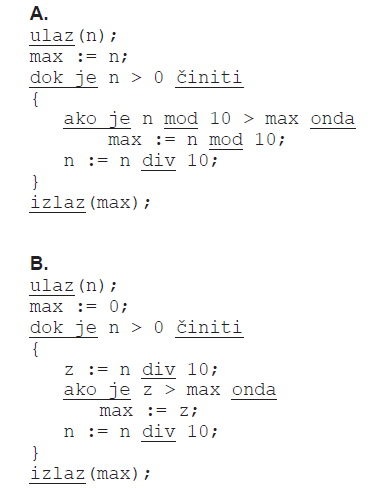 A.
ulaz(n);
max := n;
dok je n > 0 činiti
{
ako je n mod 10 > max onda
max := n mod 10;
n := n div 10;
}
izlaz(max);
B.
ulaz(n);
max := 0;
dok je n > 0 činiti
{
z := n div 10;
ako je z > max onda
max := z;
n := n div 10;
}
izlaz(max);